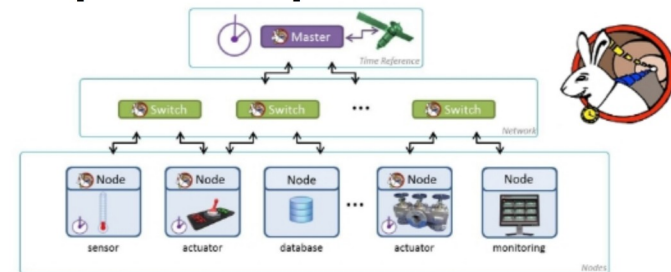 Master
Time Reference
Switch Switch ... Switch
Network
Node Node Node ... Node Node
sensor actuator database actuator monitoring
Nodes